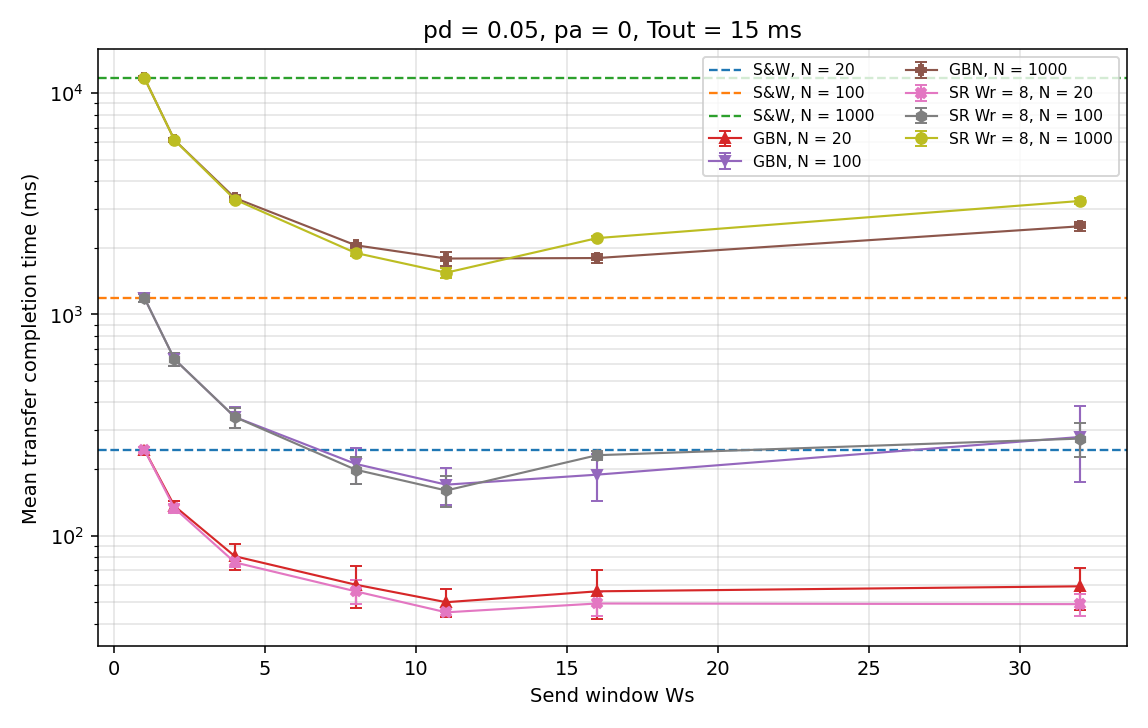 pd = 0.05, pa = 0, Tout = 15 ms
S&W, N = 20
S&W, N = 100
S&W, N = 1000
GBN, N = 20
GBN, N = 100
GBN, N = 1000
SR Wr = 8, N = 20
SR Wr = 8, N = 100
SR Wr = 8, N = 1000
Mean transfer completion time (ms)
10⁴
10³
10²
0 5 10 15 20 25 30
Send window Ws